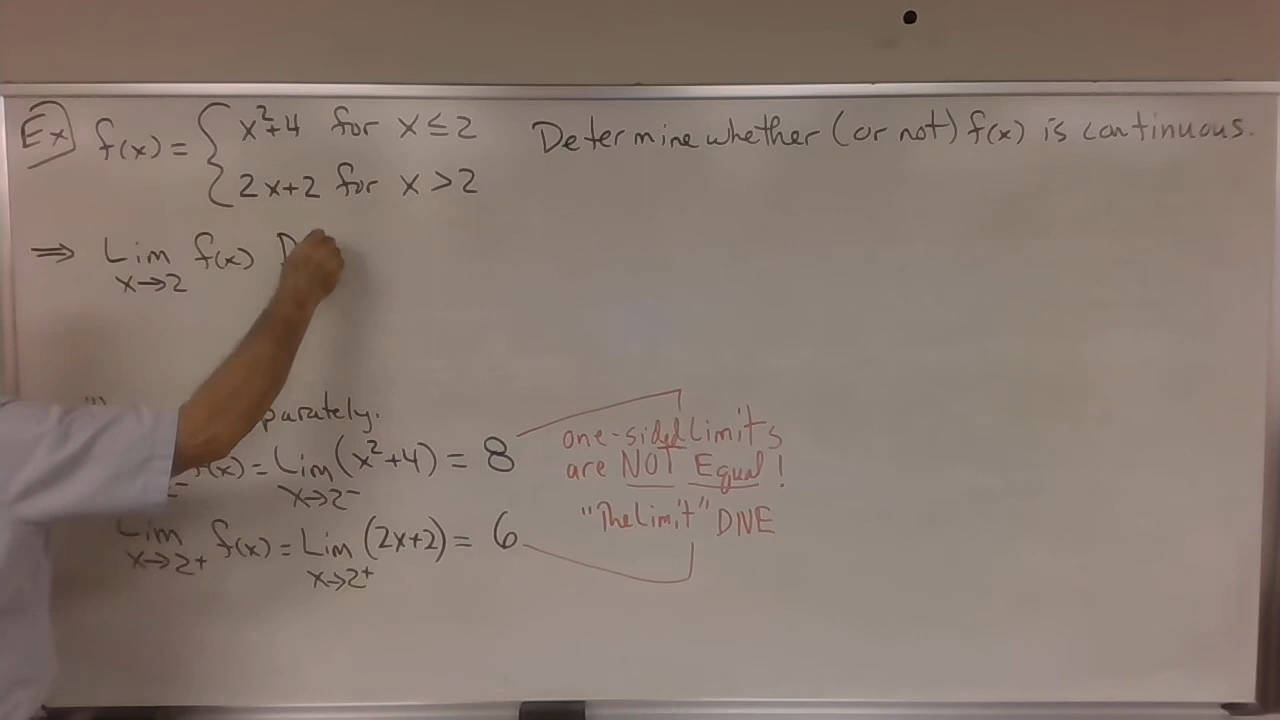 Ex f(x) = { x²+4 for x ≤ 2 Determine whether (or not) f(x) is continuous.
2x+2 for x > 2
⇒ Lim f(x)
x→2
one-sided Limits
f(x) = Lim (x²+4) = 8 are NOT Equal!
x→2⁻
"The Limit" DNE
Lim f(x) = Lim (2x+2) = 6
x→2⁺ x→2⁺